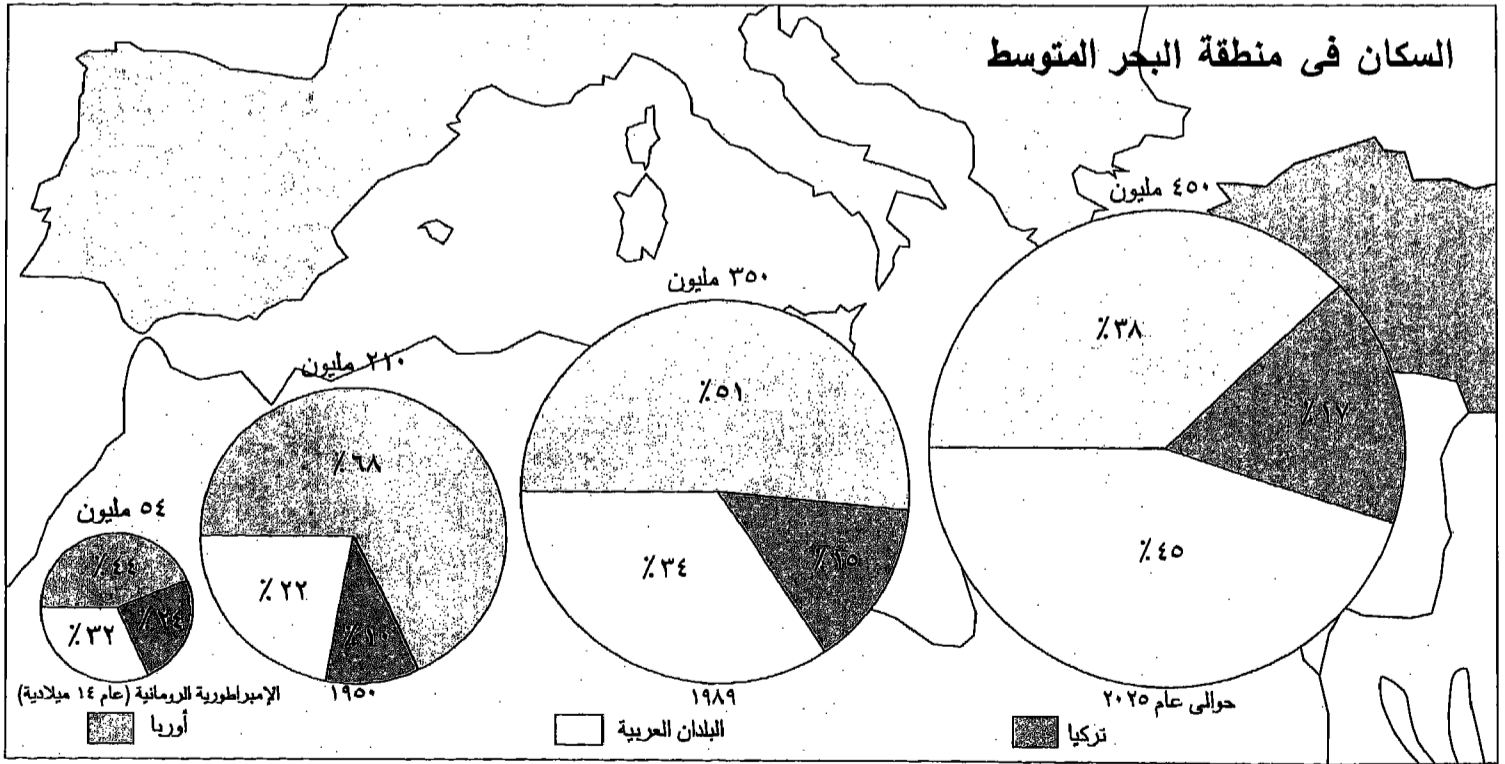 السكان فى منطقة البحر المتوسط
٤٥٠ مليون
٣٨٪
١٧٪
٤٥٪
حوالى عام ٢٠٢٥
٣٥٠ مليون
٥١٪
١٥٪
٣٤٪
١٩٨٩
٢١٠ مليون
٦٨٪
١٠٪
٢٢٪
١٩٥٠
٥٤ مليون
٤٤٪
٢٤٪
٣٢٪
الإمبراطورية الرومانية (عام ١٤ ميلادية)
تركيا
البلدان العربية
أوربا